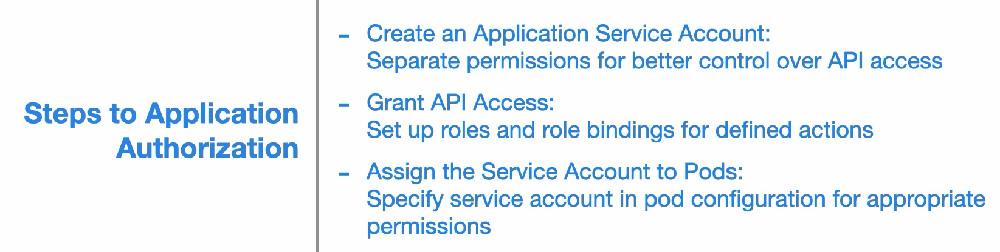 Steps to Application
Authorization
- Create an Application Service Account:
Separate permissions for better control over API access
- Grant API Access:
Set up roles and role bindings for defined actions
- Assign the Service Account to Pods:
Specify service account in pod configuration for appropriate
permissions